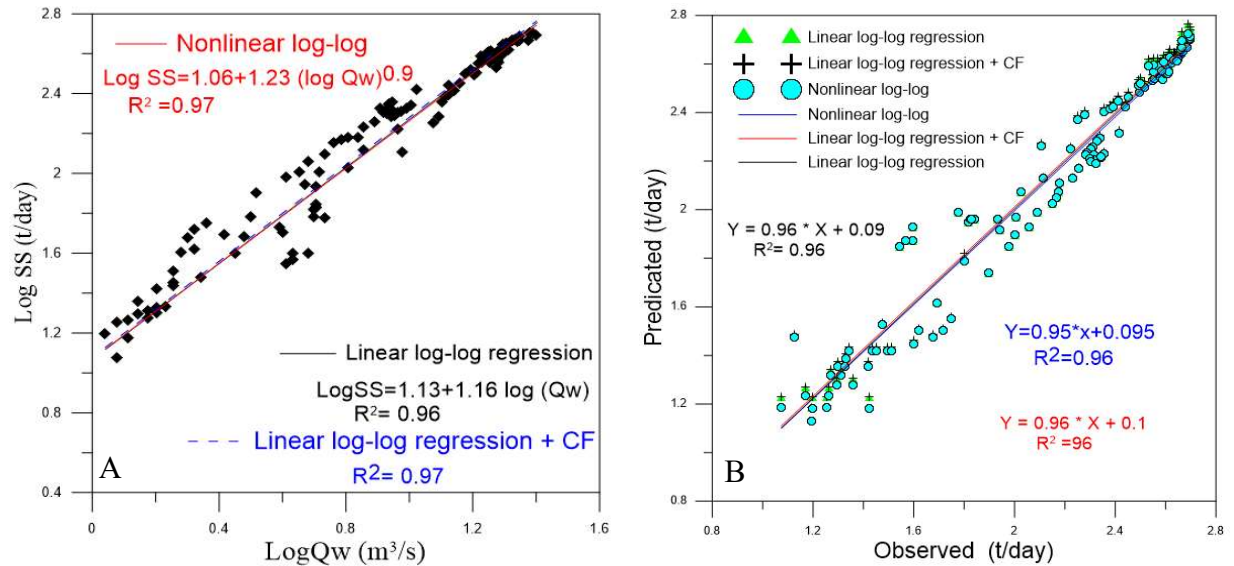 2.8
2.4
2
1.6
1.2
0.8
0.4
Log SS (t/day)
Nonlinear log-log
Log SS=1.06+1.23 (log Qw)0.9
R2 =0.97
Linear log-log regression
LogSS=1.13+1.16 log (Qw)
R2= 0.96
Linear log-log regression + CF
R2= 0.97
A
0 0.4 0.8 1.2 1.6
LogQw (m3/s)
2.8
2.4
2
1.6
1.2
0.8
Predicated (t/day)
Linear log-log regression
Linear log-log regression + CF
Nonlinear log-log
Nonlinear log-log
Linear log-log regression + CF
Linear log-log regression
Y = 0.96 * X + 0.09
R2= 0.96
Y=0.95*x+0.095
R2=0.96
Y = 0.96 * X + 0.1
R2 =96
B
0.8 1.2 1.6 2 2.4 2.8
Observed (t/day)